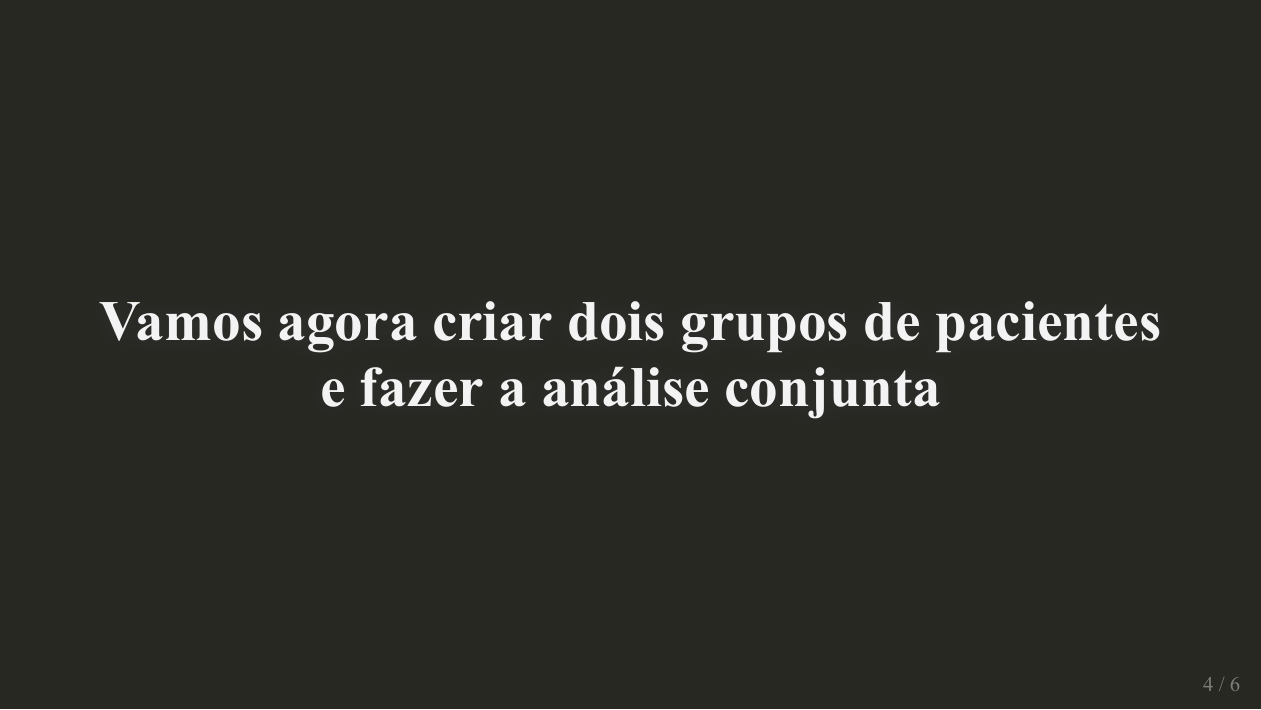 Vamos agora criar dois grupos de pacientes
e fazer a análise conjunta
4 / 6